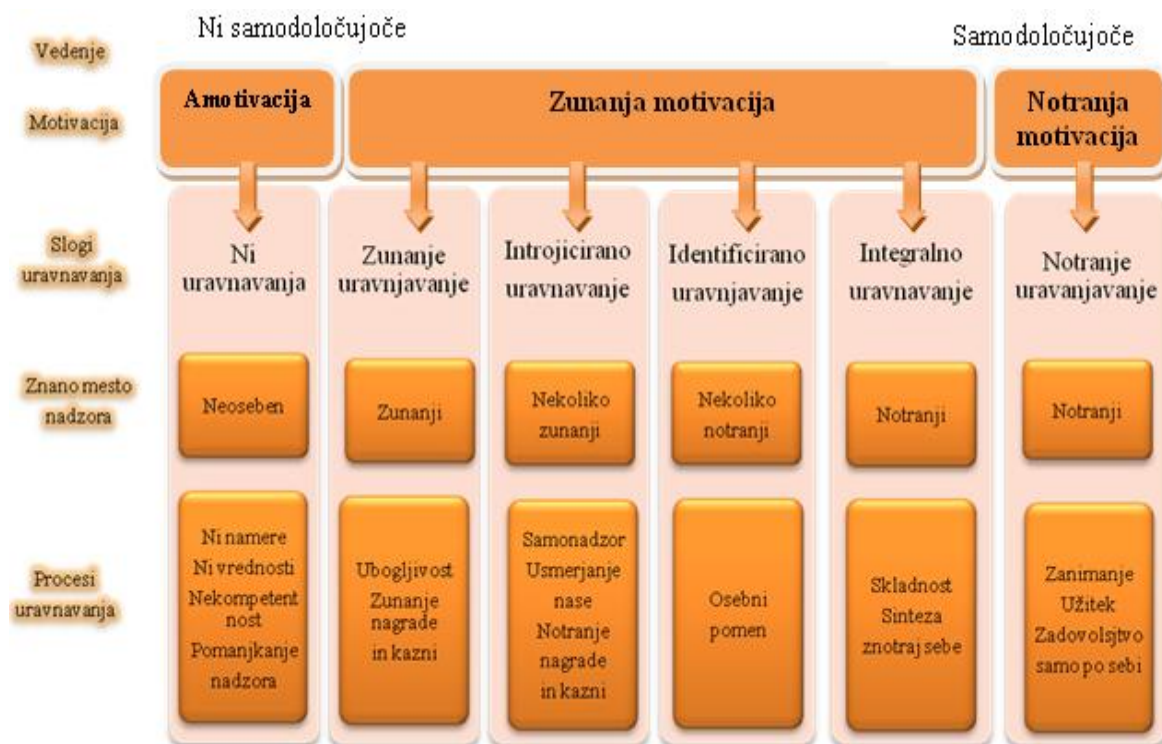 Ni samodoločujoče
Samodoločujoče
Vedenje
Motivacija
Amotivacija
Zunanja motivacija
Notranja
motivacija
Slogi
uravnavanja
Ni
uravnavanja
Zunanje
uravnjavanje
Introjicirano
uravnavanje
Identificirano
uravnjavanje
Integralno
uravnavanje
Notranje
uravanjavanje
Znano mesto
nadzora
Neoseben
Zunanji
Nekoliko
zunanji
Nekoliko
notranji
Notranji
Notranji
Procesi
uravnavanja
Ni namere
Ni vrednosti
Nekompetent
nost
Pomanjkanje
nadzora
Ubogljivost
Zunanje
nagrade
in kazni
Samonadzor
Usmerjanje
nase
Notranje
nagrade
in kazni
Osebni
pomen
Skladnost
Sinteza
znotraj sebe
Zanimanje
Užitek
Zadovolsjtvo
samo po sebi